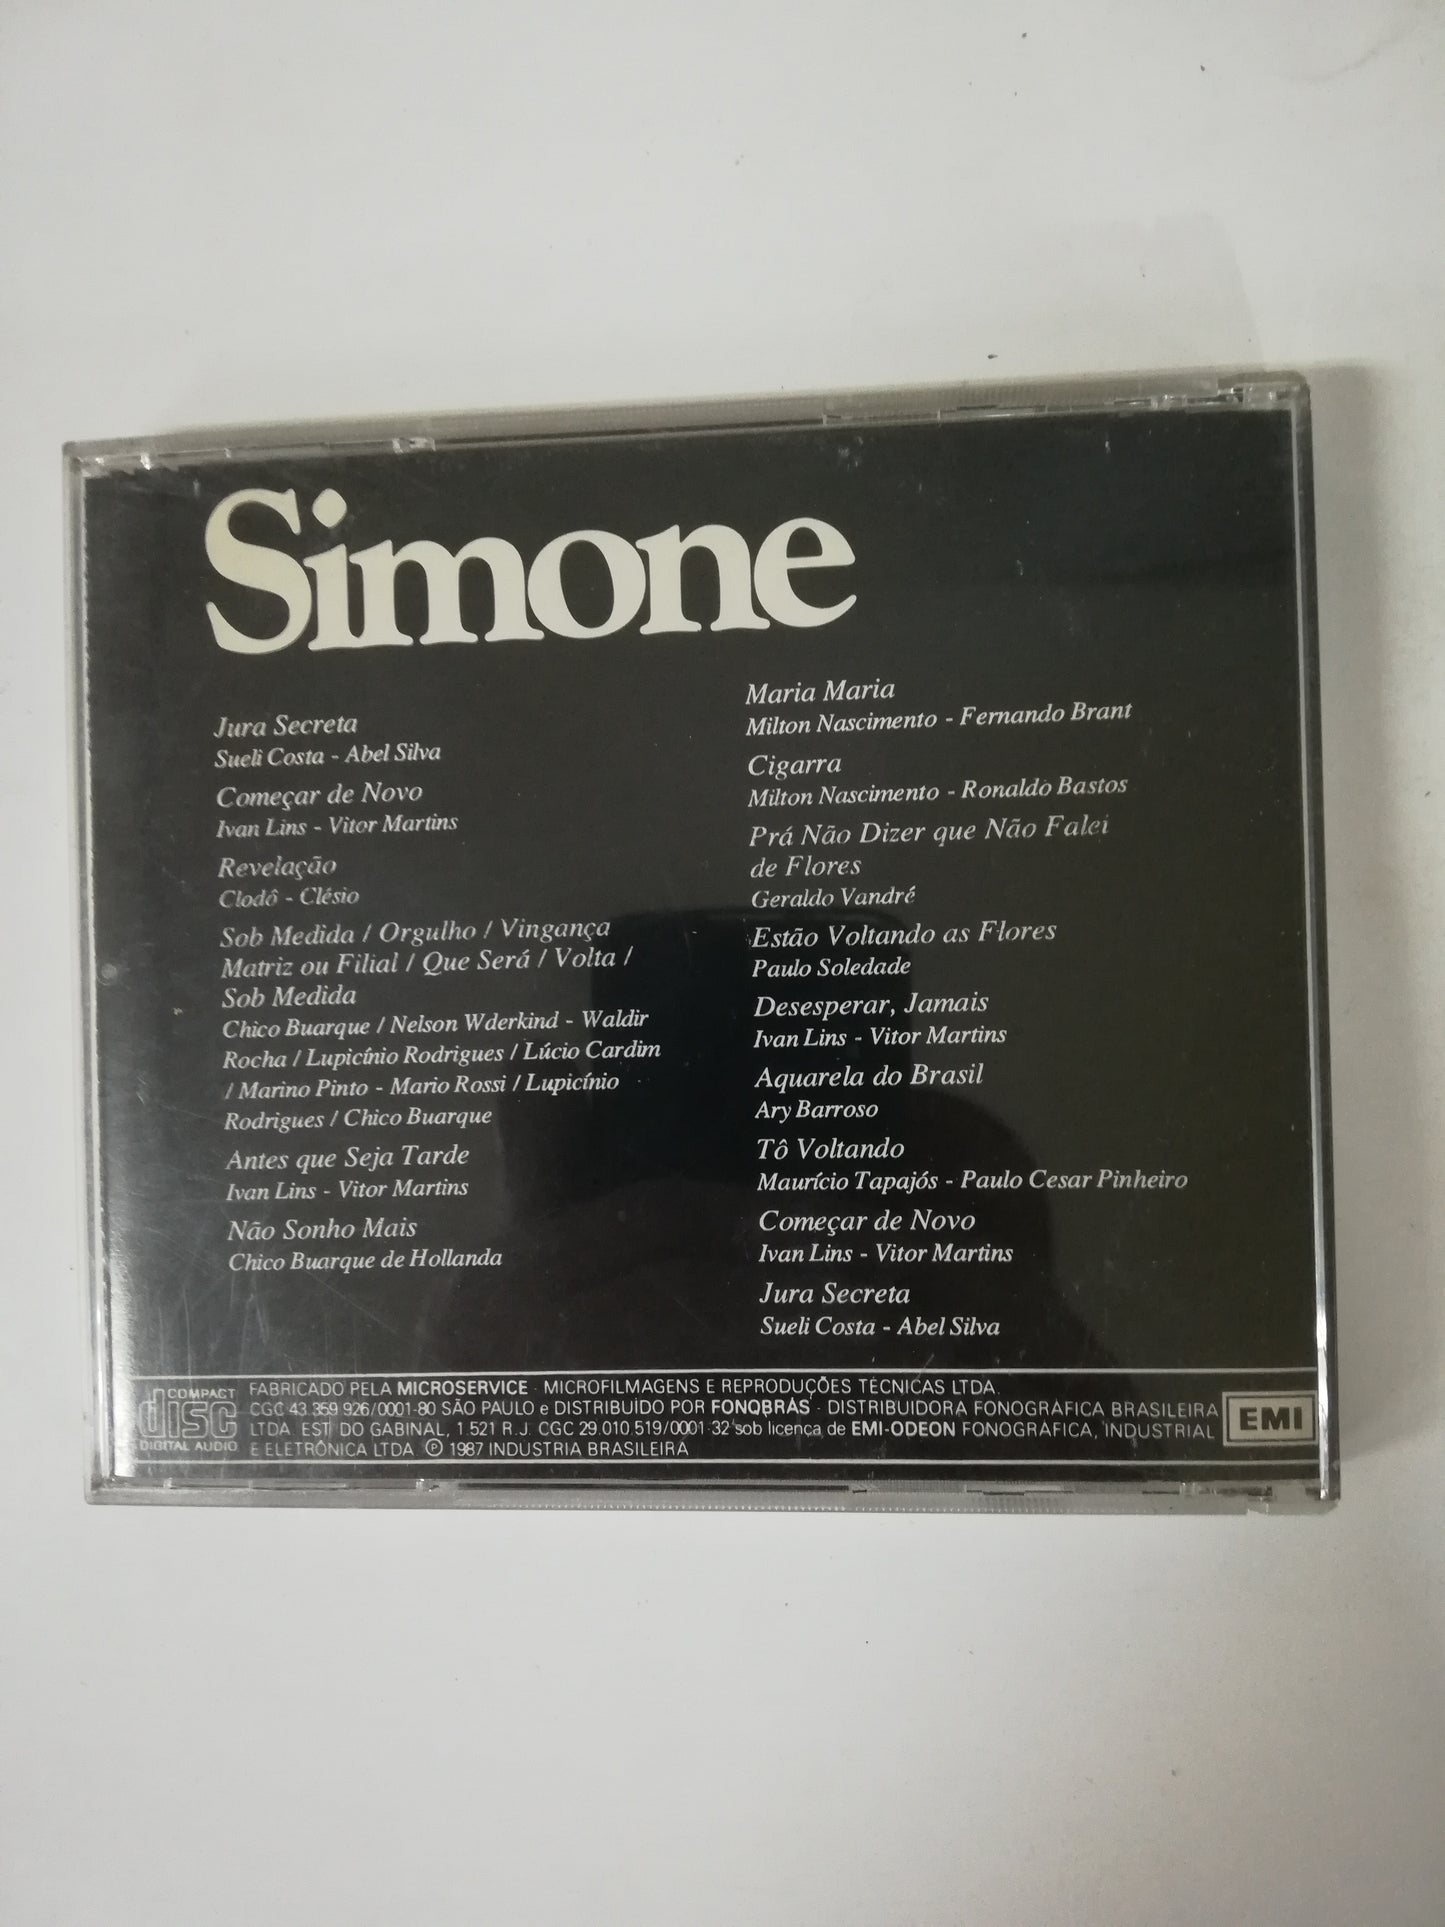 Simone
Jura Secreta
Sueli Costa - Abel Silva
Começar de Novo
Ivan Lins - Vitor Martins
Revelação
Clodô - Clésio
Sob Medida / Orgulho / Vingança
Matriz ou Filial / Que Será / Volta /
Sob Medida
Chico Buarque / Nelson Wderkind - Waldir
Rocha / Lupicínio Rodrigues / Lúcio Cardim
/ Marino Pinto - Mario Rossi / Lupicínio
Rodrigues / Chico Buarque
Antes que Seja Tarde
Ivan Lins - Vitor Martins
Não Sonho Mais
Chico Buarque de Hollanda
Maria Maria
Milton Nascimento - Fernando Brant
Cigarra
Milton Nascimento - Ronaldo Bastos
Prá Não Dizer que Não Falei
de Flores
Geraldo Vandré
Estão Voltando as Flores
Paulo Soledade
Desesperar, Jamais
Ivan Lins - Vitor Martins
Aquarela do Brasil
Ary Barroso
Tô Voltando
Maurício Tapajós - Paulo Cesar Pinheiro
Começar de Novo
Ivan Lins - Vitor Martins
Jura Secreta
Sueli Costa - Abel Silva
COMPACT
disc
DIGITAL AUDIO
FABRICADO PELA MICROSERVICE - MICROFILMAGENS E REPRODUÇÕES TÉCNICAS LTDA.
CGC 43.359.926/0001-80 SÃO PAULO e DISTRIBUÍDO POR FONOBRÁS - DISTRIBUIDORA FONOGRÁFICA BRASILEIRA
LTDA. EST. DO GABINAL, 1.521 R.J. CGC 29.010.519/0001-32 sob licença de EMI-ODEON FONOGRÁFICA, INDUSTRIAL
E ELETRÔNICA LTDA ℗ 1987 INDUSTRIA BRASILEIRA
EMI